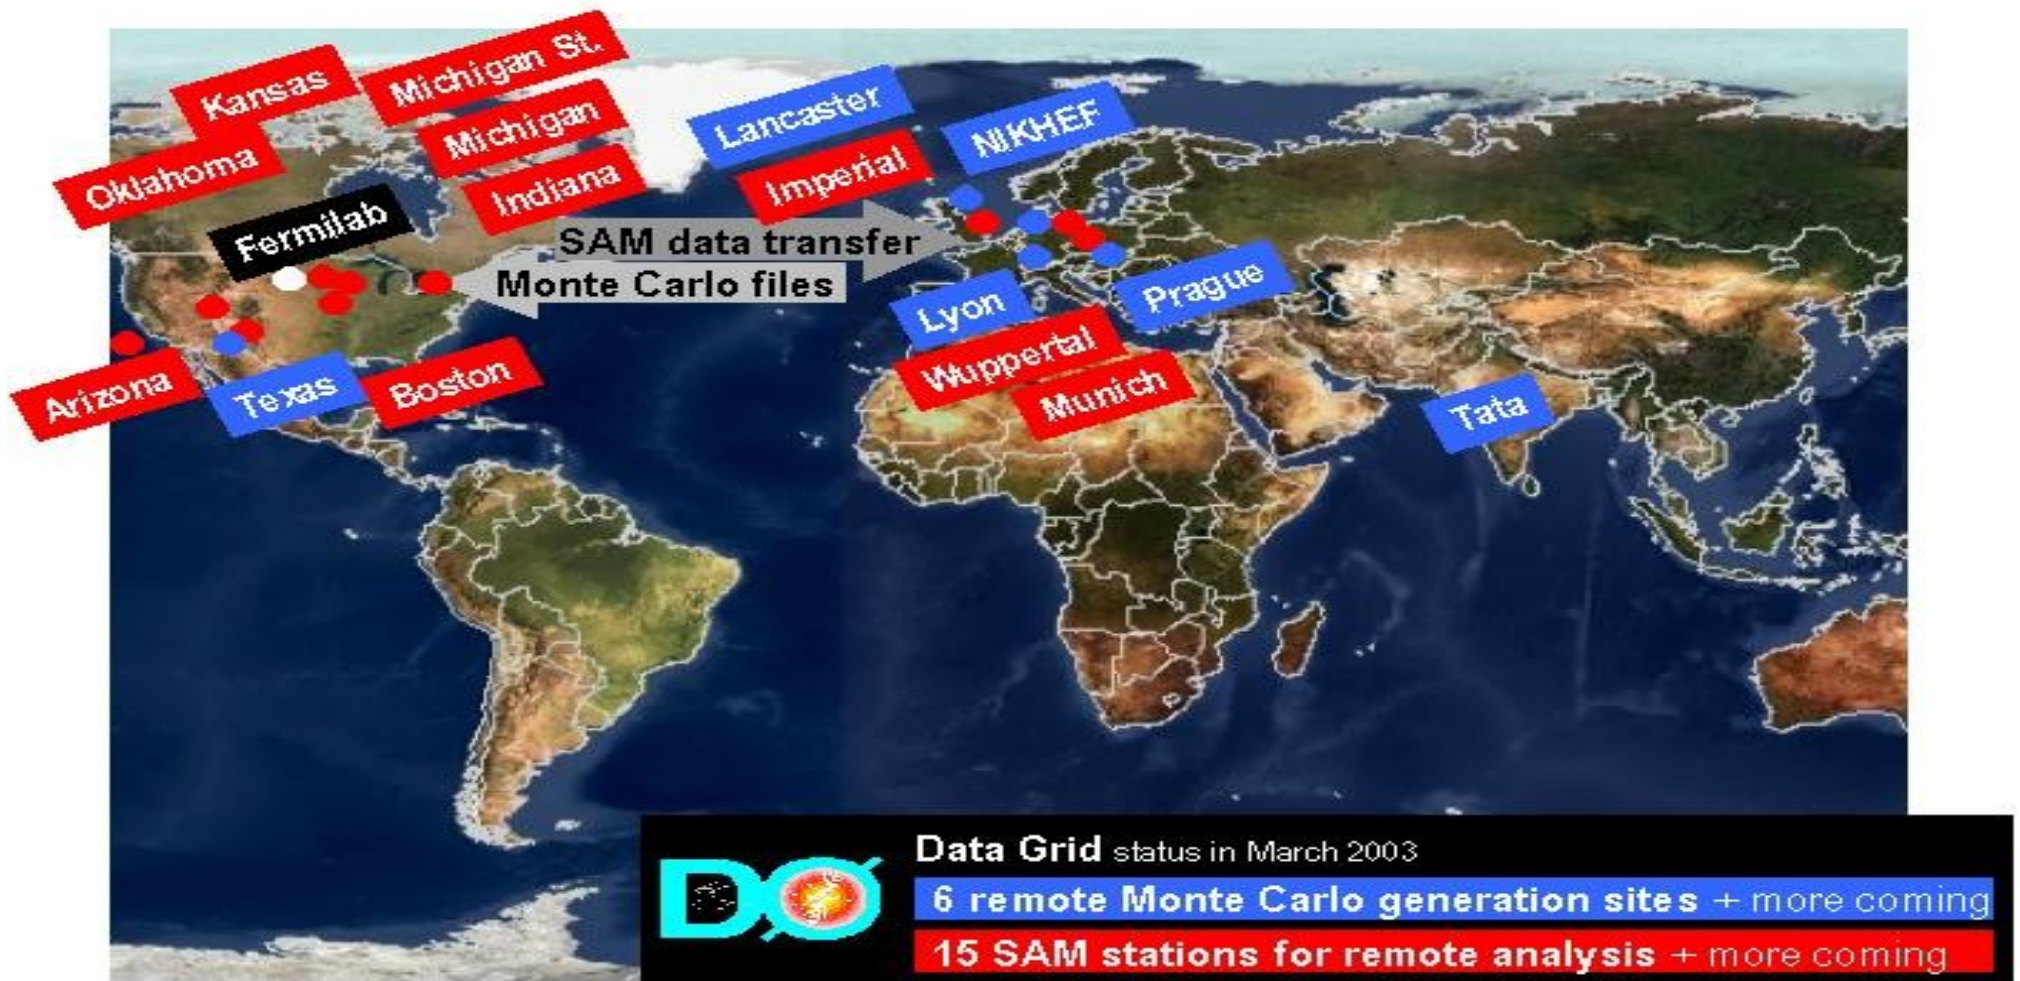 Kansas
Michigan St.
Oklahoma
Michigan
Indiana
Fermilab
Lancaster
NIKHEF
Imperial
SAM data transfer
Monte Carlo files
Lyon
Prague
Wuppertal
Munich
Arizona
Texas
Boston
Tata
DØ
Data Grid status in March 2003
6 remote Monte Carlo generation sites + more coming
15 SAM stations for remote analysis + more coming